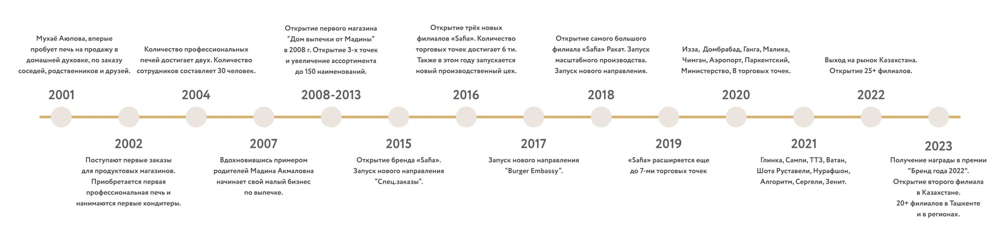 Мухаё Аюпова, вперые
пробует печь на продажу в
домашней духовке, по заказу
соседей, родственников и друзей.
2001
2002
Поступают первые заказы
для продуктовых магазинов.
Приобретается первая
профессиональная печь и
нанимаются первые кондитеры.
Количество профессиональных
печей достигает двух. Количество
сотрудников составляет 30 человек.
2004
2007
Вдохновившись примером
родителей Мадина Акмаловна
начинает свой малый бизнес
по выпечке.
Открытие первого магазина
“Дом выпечки от Мадины”
в 2008 г. Открытие 3-х точек
и увеличение ассортимента
до 150 наименований.
2008-2013
2015
Открытие бренда «Safia».
Запуск нового направления
“Спец.заказы”.
Открытие трёх новых
филиалов «Safia». Количество
торговых точек достигает 6 ти.
Также в этом году запускается
новый производственный цех.
2016
2017
Запуск нового направления
“Burger Embassy”.
Открытие самого большого
филиала «Safia» Ракат. Запуск
масштабного производства.
Запуск нового направления.
2018
2019
«Safia» расширяется еще
до 7-ми торговых точек
Изза, Домбрабад, Ганга, Малика,
Чимган, Аэропорт, Паркентский,
Министерство, 8 торговых точек.
2020
2021
Глинка, Сампи, ТТЗ, Ватан,
Шота Руставели, Нурафшон,
Алгоритм, Сергели, Зенит.
Выход на рынок Казахстана.
Открытие 25+ филиалов.
2022
2023
Получение награды в премии
"Бренд года 2022".
Открытие второго филиала
в Казахстане.
20+ филиалов в Ташкенте
и в регионах.